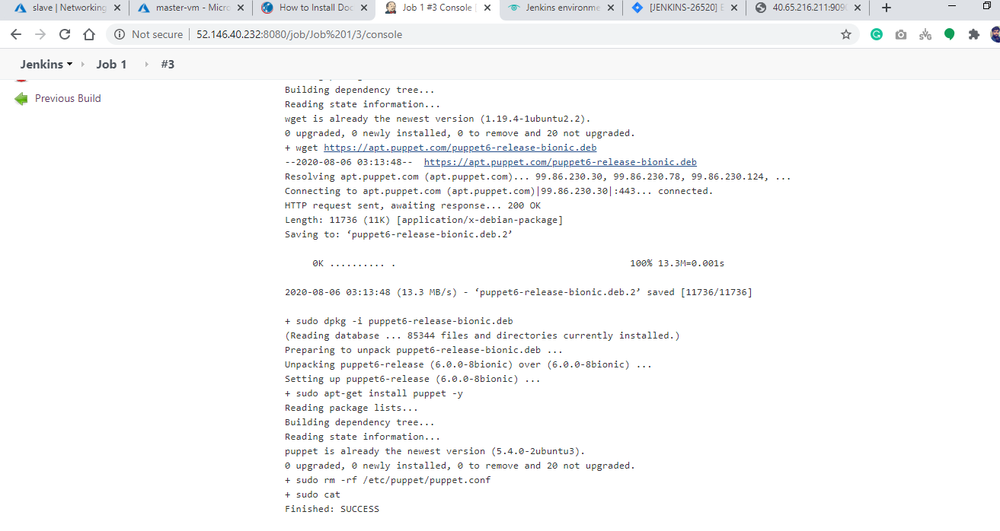 slave | Networking
master-vm - Micro
How to Install Doc
Job 1 #3 Console
Jenkins environme
[JENKINS-26520] E
40.65.216.211:909
Not secure | 52.146.40.232:8080/job/Job%201/3/console
Jenkins Job 1 #3
Previous Build
Building dependency tree...
Reading state information...
wget is already the newest version (1.19.4-1ubuntu2.2).
0 upgraded, 0 newly installed, 0 to remove and 20 not upgraded.
+ wget https://apt.puppet.com/puppet6-release-bionic.deb
--2020-08-06 03:13:48--  https://apt.puppet.com/puppet6-release-bionic.deb
Resolving apt.puppet.com (apt.puppet.com)... 99.86.230.30, 99.86.230.78, 99.86.230.124, ...
Connecting to apt.puppet.com (apt.puppet.com)|99.86.230.30|:443... connected.
HTTP request sent, awaiting response... 200 OK
Length: 11736 (11K) [application/x-debian-package]
Saving to: ‘puppet6-release-bionic.deb.2’
0K .......... . 100% 13.3M=0.001s
2020-08-06 03:13:48 (13.3 MB/s) - ‘puppet6-release-bionic.deb.2’ saved [11736/11736]
+ sudo dpkg -i puppet6-release-bionic.deb
(Reading database ... 85344 files and directories currently installed.)
Preparing to unpack puppet6-release-bionic.deb ...
Unpacking puppet6-release (6.0.0-8bionic) over (6.0.0-8bionic) ...
Setting up puppet6-release (6.0.0-8bionic) ...
+ sudo apt-get install puppet -y
Reading package lists...
Building dependency tree...
Reading state information...
puppet is already the newest version (5.4.0-2ubuntu3).
0 upgraded, 0 newly installed, 0 to remove and 20 not upgraded.
+ sudo rm -rf /etc/puppet/puppet.conf
+ sudo cat
Finished: SUCCESS